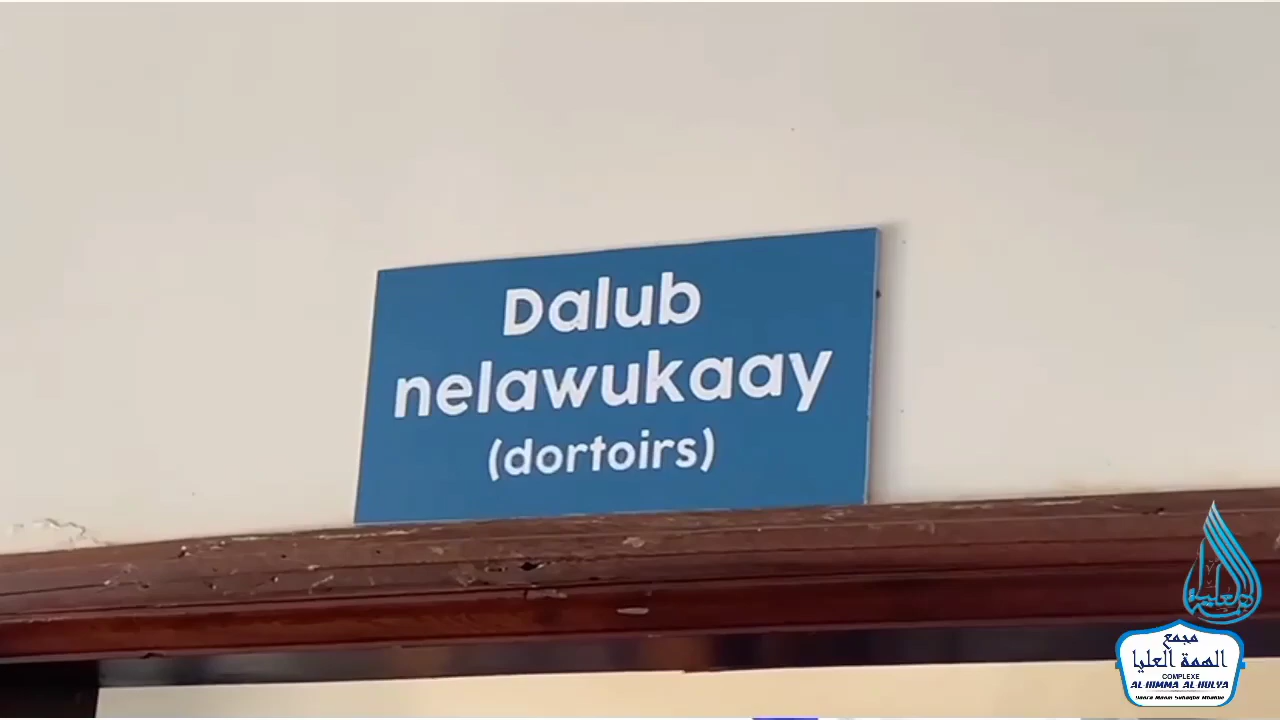 Dalub
nelawukaay
(dortoirs)
مجمع
الهمة العليا
COMPLEXE
AL HIMMA AL HULYA